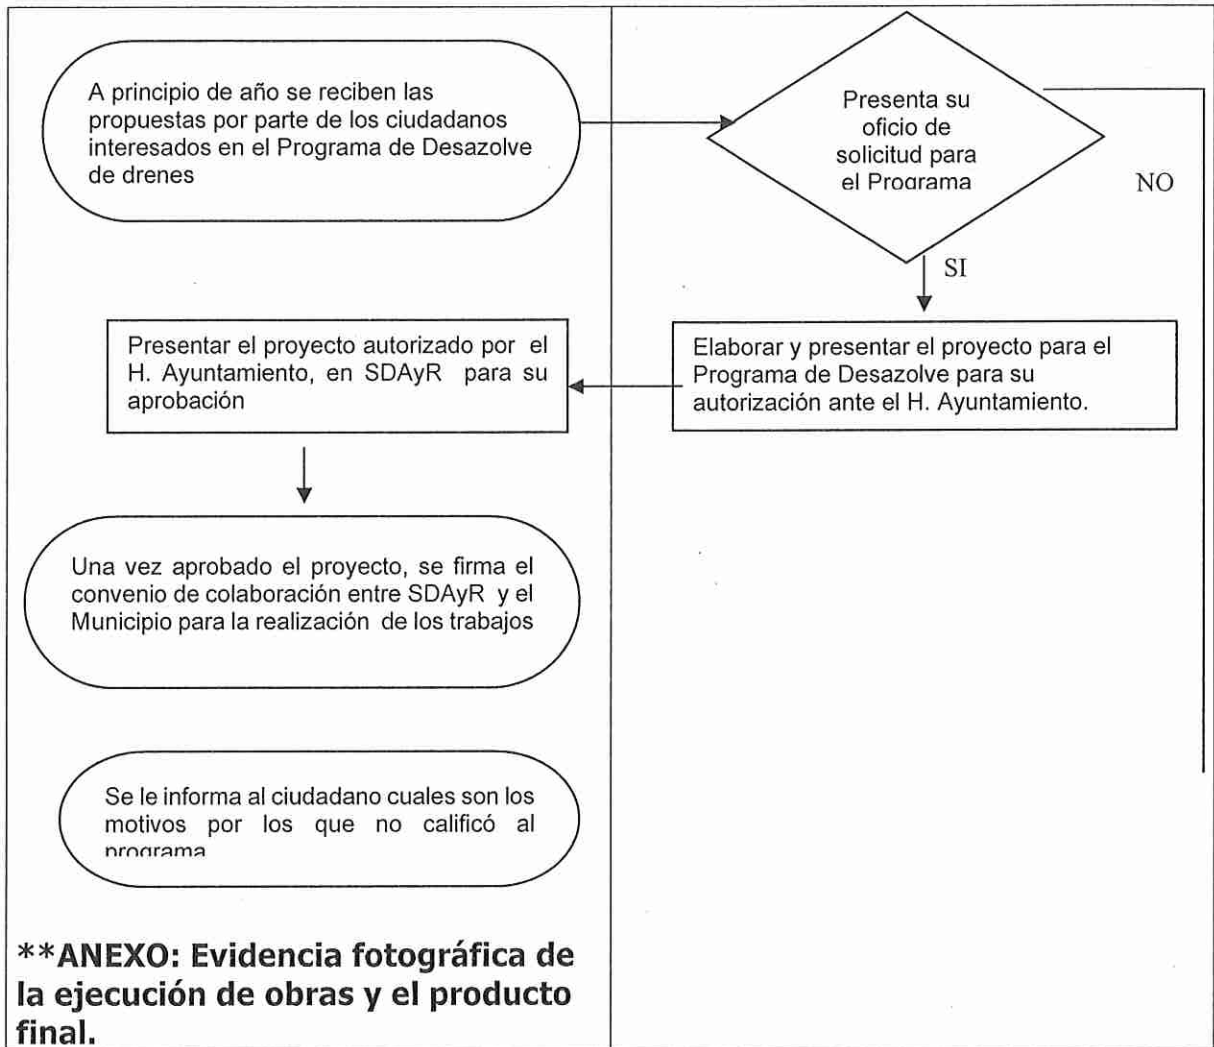 A principio de año se reciben las
propuestas por parte de los ciudadanos
interesados en el Programa de Desazolve
de drenes
Presenta su
oficio de
solicitud para
el Programa
NO
SI
Elaborar y presentar el proyecto para el
Programa de Desazolve para su
autorización ante el H. Ayuntamiento.
Presentar el proyecto autorizado por el
H. Ayuntamiento, en SDAyR para su
aprobación
Una vez aprobado el proyecto, se firma el
convenio de colaboración entre SDAyR y el
Municipio para la realización de los trabajos
Se le informa al ciudadano cuales son los
motivos por los que no calificó al
programa
**ANEXO: Evidencia fotográfica de
la ejecución de obras y el producto
final.